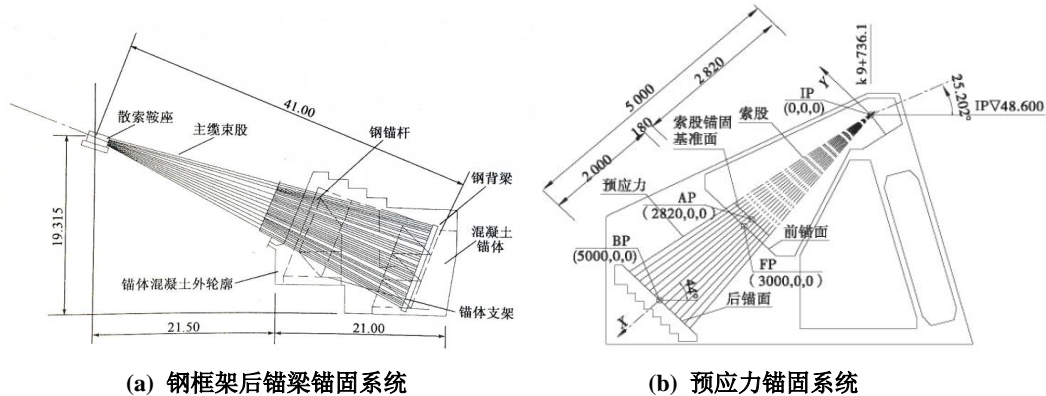 散索鞍座
主缆束股
41.00
钢锚杆
钢背梁
混凝土
锚体
19.315
锚体混凝土外轮廓
锚体支架
21.50
21.00
(a) 钢框架后锚梁锚固系统
5 000
2.820
180
2.000
k 9+736.1
Y
IP
(0,0,0)
25.202°
IP▽48.600
索股
索股锚固
基准面
预应力
AP
(2820,0,0)
BP
(5000,0,0)
前锚面
FP
(3000,0,0)
44°
后锚面
X
(b) 预应力锚固系统